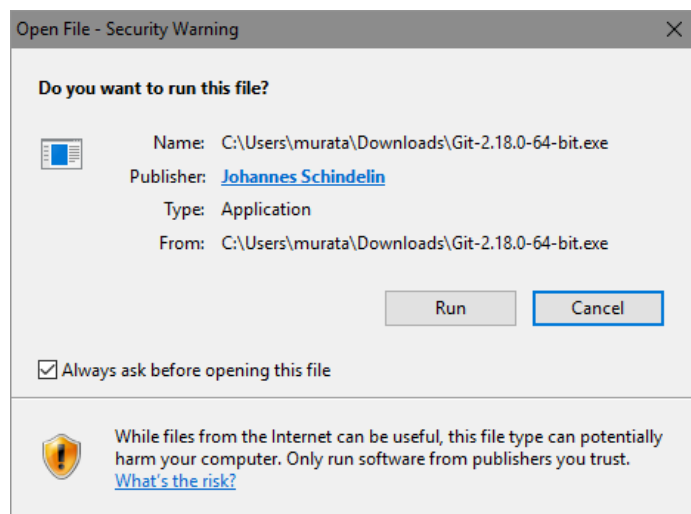 Open File - Security Warning
Do you want to run this file?
Name: C:\Users\murata\Downloads\Git-2.18.0-64-bit.exe
Publisher: Johannes Schindelin
Type: Application
From: C:\Users\murata\Downloads\Git-2.18.0-64-bit.exe
Run Cancel
Always ask before opening this file
While files from the Internet can be useful, this file type can potentially
harm your computer. Only run software from publishers you trust.
What's the risk?